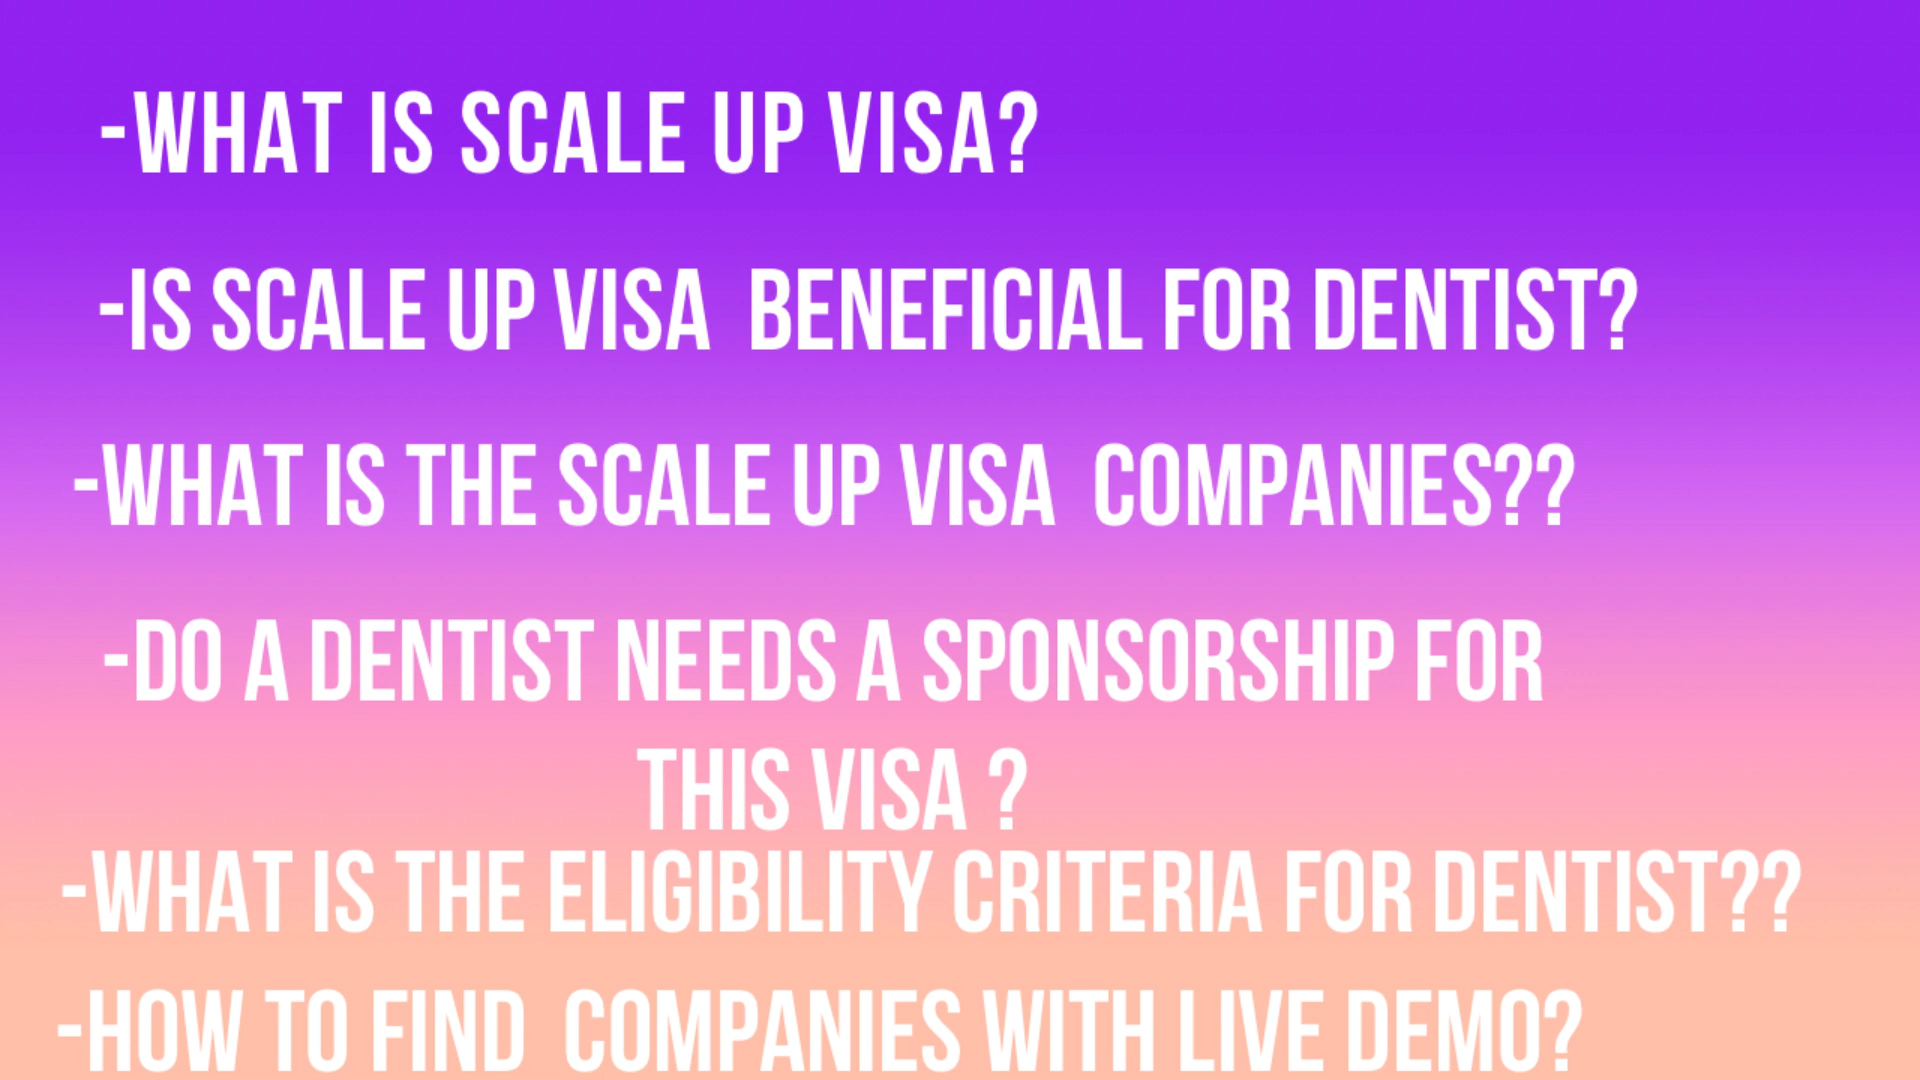 -WHAT IS SCALE UP VISA?
-IS SCALE UP VISA BENEFICIAL FOR DENTIST?
-WHAT IS THE SCALE UP VISA COMPANIES??
-DO A DENTIST NEEDS A SPONSORSHIP FOR
THIS VISA ?
-WHAT IS THE ELIGIBILITY CRITERIA FOR DENTIST??
-HOW TO FIND COMPANIES WITH LIVE DEMO?